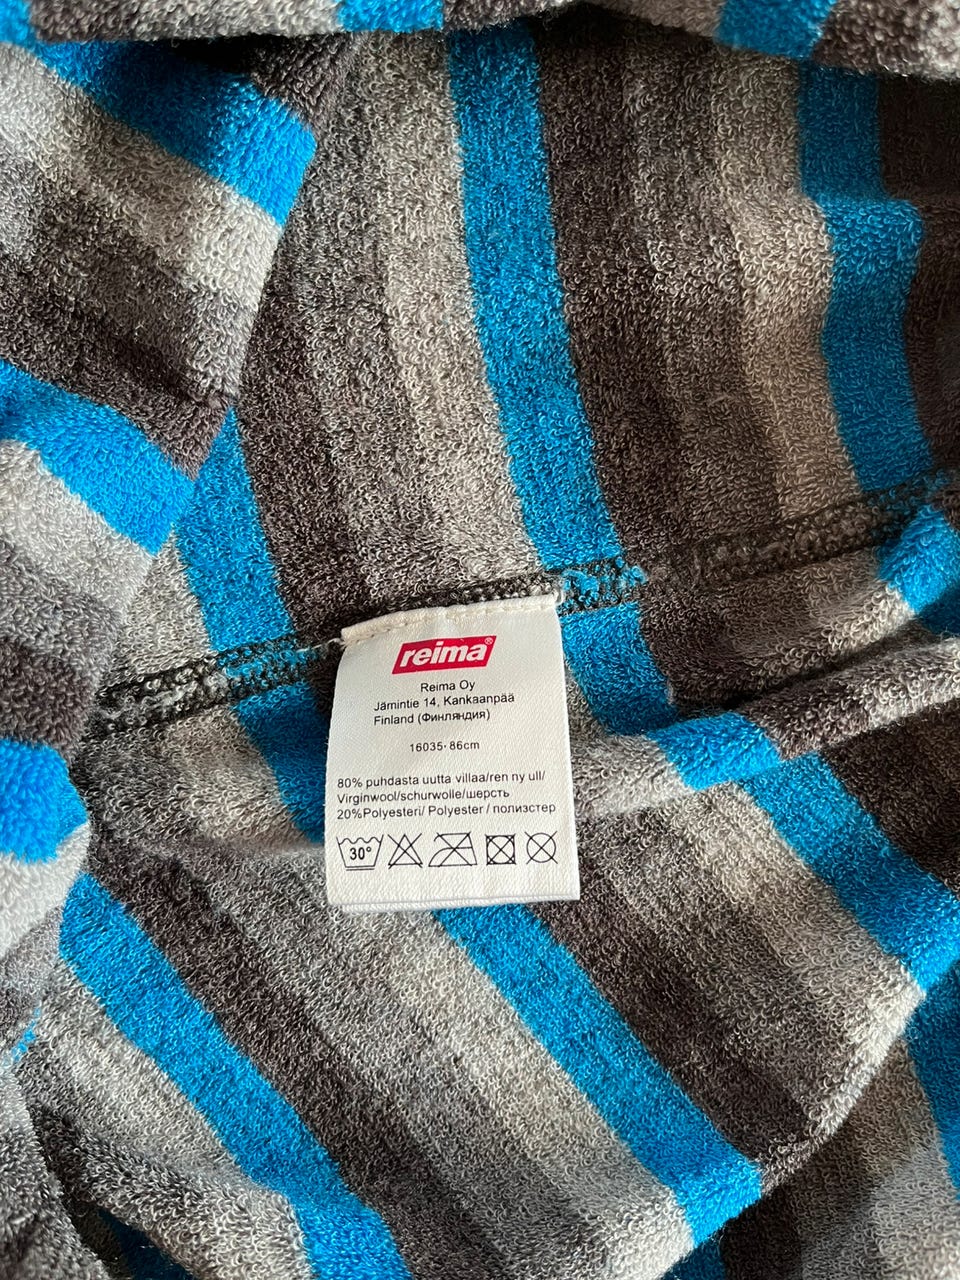 reima®
Reima Oy
Jämintie 14, Kankaanpää
Finland (Финляндия)
16035-86cm
80% puhdasta uutta villaa/ren ny ull/
Virginwool/schurwolle/шерсть
20%Polyesteri/ Polyester / полизстер
30°